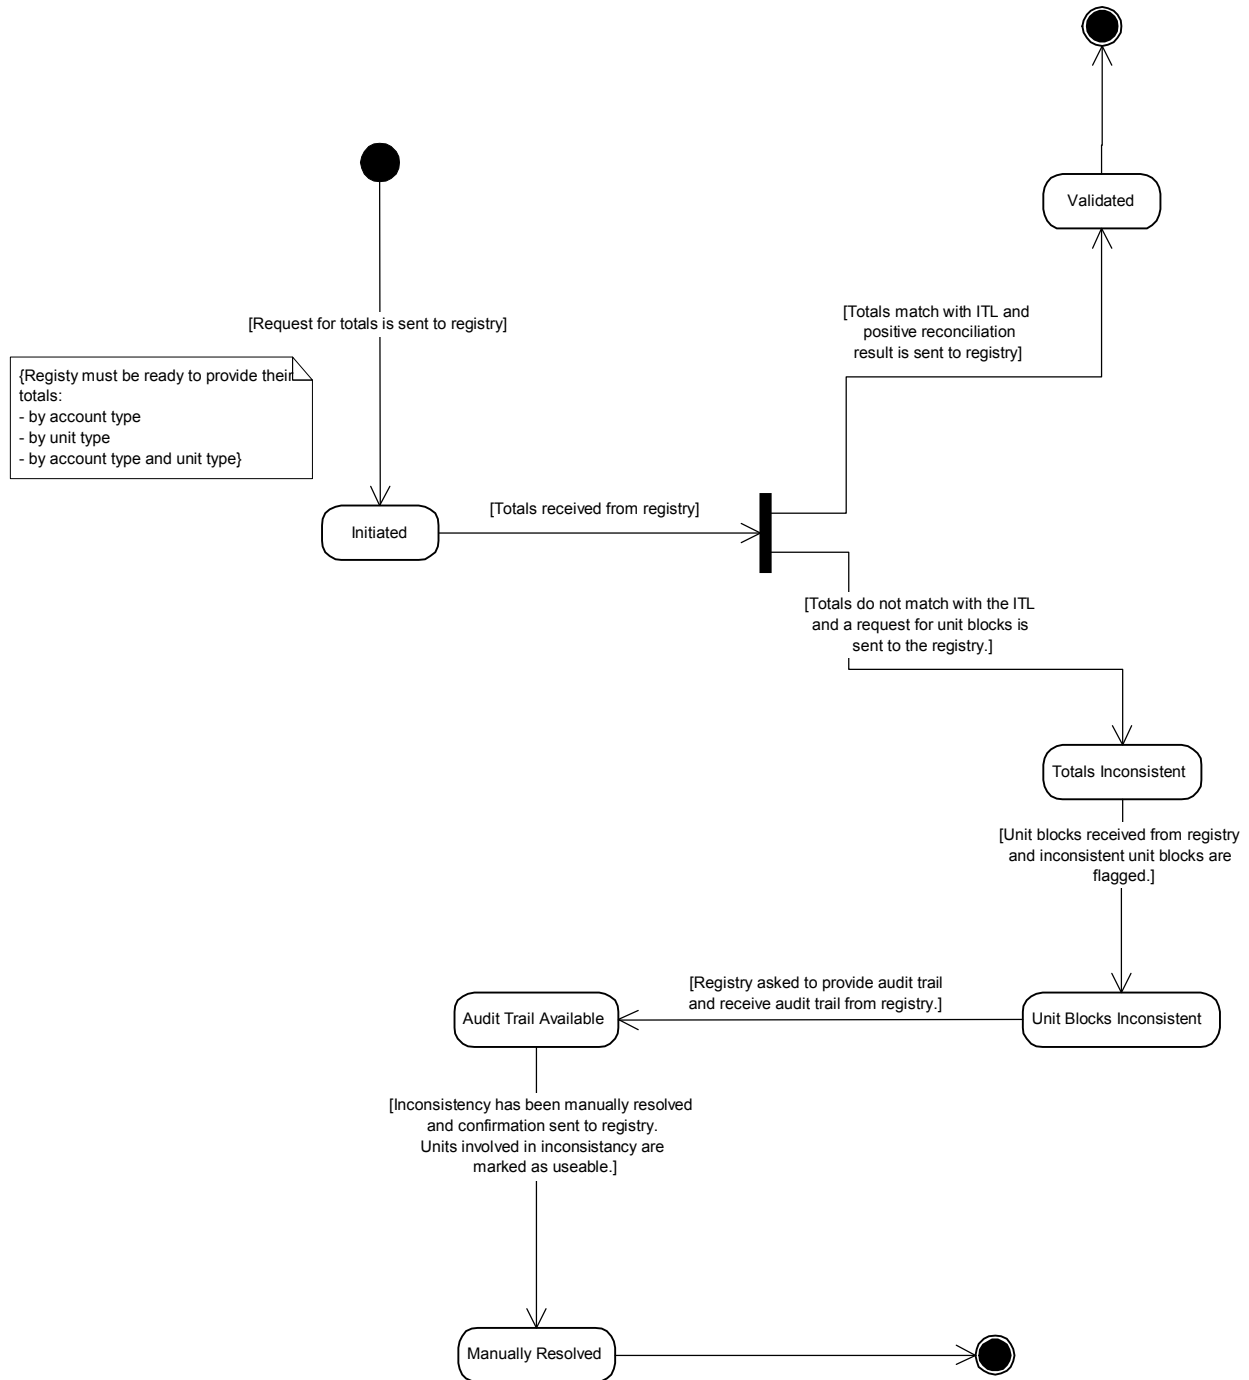 Validated
[Request for totals is sent to registry]
[Totals match with ITL and
positive reconciliation
result is sent to registry]
{Registy must be ready to provide their
totals:
- by account type
- by unit type
- by account type and unit type}
Initiated
[Totals received from registry]
[Totals do not match with the ITL
and a request for unit blocks is
sent to the registry.]
Totals Inconsistent
[Unit blocks received from registry
and inconsistent unit blocks are
flagged.]
Unit Blocks Inconsistent
[Registry asked to provide audit trail
and receive audit trail from registry.]
Audit Trail Available
[Inconsistency has been manually resolved
and confirmation sent to registry.
Units involved in inconsistancy are
marked as useable.]
Manually Resolved